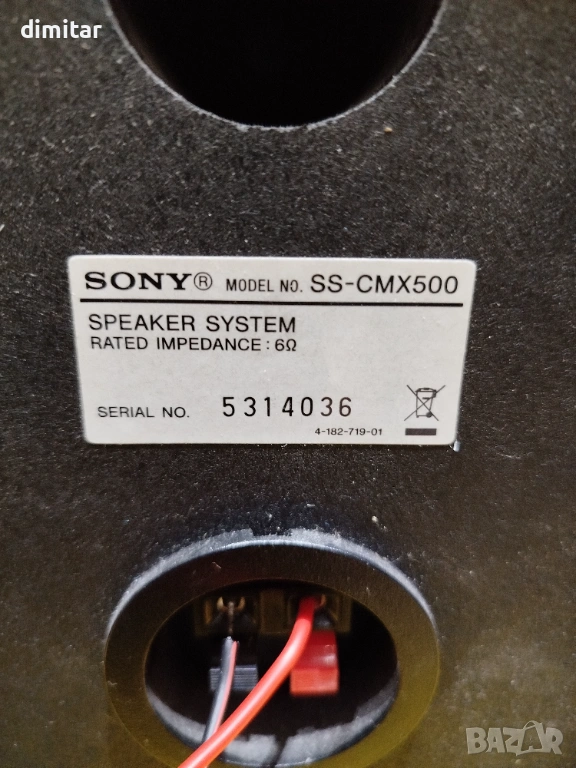 dimitar
SONY® MODEL NO. SS-CMX500
SPEAKER SYSTEM
RATED IMPEDANCE : 6Ω
SERIAL NO. 5314036
4-182-719-01
BAZAR